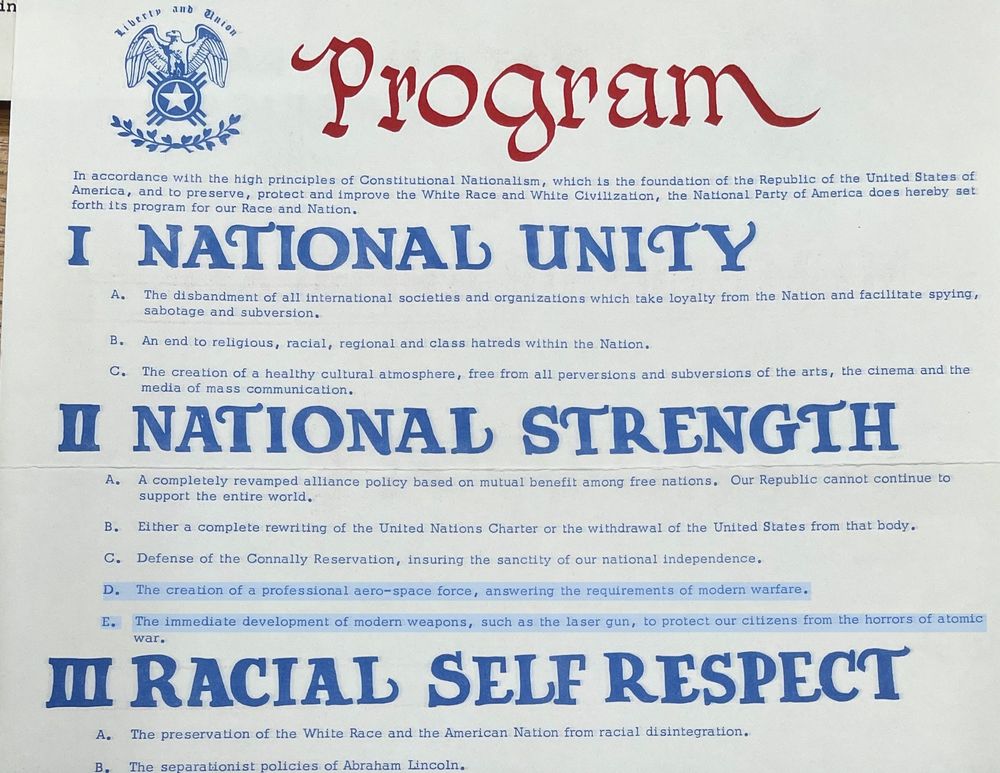 in
Liberty and Union
Program
In accordance with the high principles of Constitutional Nationalism, which is the foundation of the Republic of the United States of
America, and to preserve, protect and improve the White Race and White Civilization, the National Party of America does hereby set
forth its program for our Race and Nation.
I NATIONAL UNITY
A. The disbandment of all international societies and organizations which take loyalty from the Nation and facilitate spying,
sabotage and subversion.
B. An end to religious, racial, regional and class hatreds within the Nation.
C. The creation of a healthy cultural atmosphere, free from all perversions and subversions of the arts, the cinema and the
media of mass communication.
II NATIONAL STRENGTH
A. A completely revamped alliance policy based on mutual benefit among free nations. Our Republic cannot continue to
support the entire world.
B. Either a complete rewriting of the United Nations Charter or the withdrawal of the United States from that body.
C. Defense of the Connally Reservation, insuring the sanctity of our national independence.
D. The creation of a professional aero-space force, answering the requirements of modern warfare.
E. The immediate development of modern weapons, such as the laser gun, to protect our citizens from the horrors of atomic
war.
III RACIAL SELF RESPECT
A. The preservation of the White Race and the American Nation from racial disintegration.
B. The separationist policies of Abraham Lincoln.